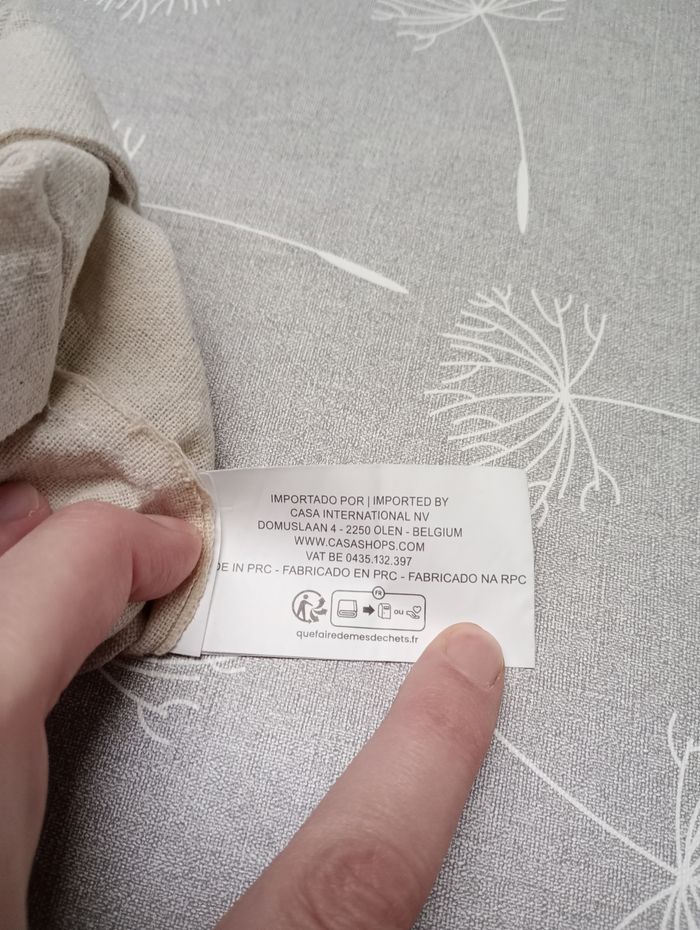 IMPORTADO POR | IMPORTED BY
CASA INTERNATIONAL NV
DOMUSLAAN 4 - 2250 OLEN - BELGIUM
WWW.CASASHOPS.COM
VAT BE 0435.132.397
DE IN PRC - FABRICADO EN PRC - FABRICADO NA RPC
FR
ou
quefairedemesdechets.fr